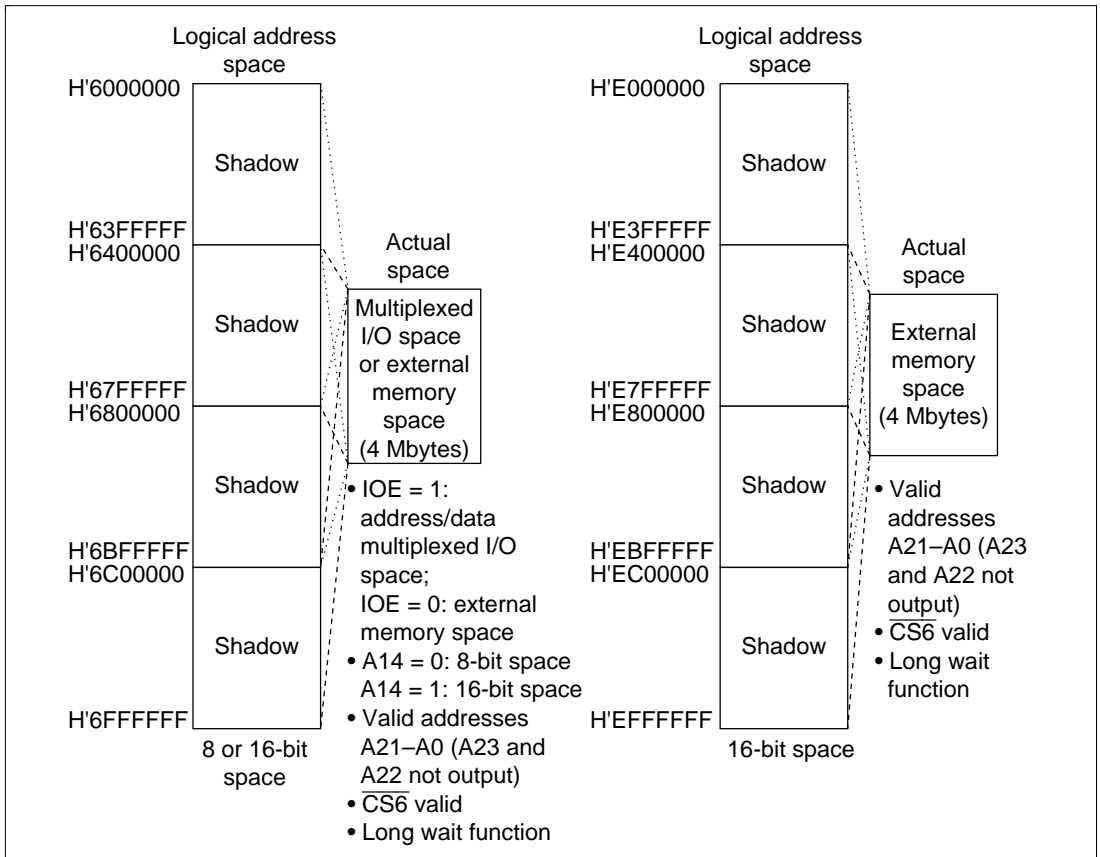 Logical address
space
H'6000000
Shadow
H'63FFFFF
H'6400000
Shadow
H'67FFFFF
H'6800000
Shadow
H'6BFFFFF
H'6C00000
Shadow
H'6FFFFFF
8 or 16-bit
space
Actual
space
Multiplexed
I/O space
or external
memory
space
(4 Mbytes)
• IOE = 1:
address/data
multiplexed I/O
space;
IOE = 0: external
memory space
• A14 = 0: 8-bit space
A14 = 1: 16-bit space
• Valid addresses
A21–A0 (A23 and
A22 not output)
• C̅S̅6̅ valid
• Long wait function
Logical address
space
H'E000000
Shadow
H'E3FFFFF
H'E400000
Shadow
H'E7FFFFF
H'E800000
Shadow
H'EBFFFFF
H'EC00000
Shadow
H'EFFFFFF
16-bit space
Actual
space
External
memory
space
(4 Mbytes)
• Valid
addresses
A21–A0 (A23
and A22 not
output)
• C̅S̅6̅ valid
• Long wait
function